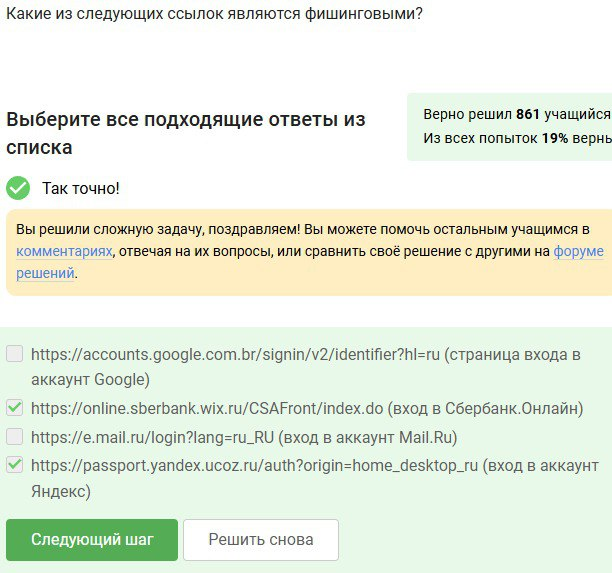 Какие из следующих ссылок являются фишинговыми?
Выберите все подходящие ответы из
списка
Верно решил 861 учащийся
Из всех попыток 19% верны
Так точно!
Вы решили сложную задачу, поздравляем! Вы можете помочь остальным учащимся в
комментариях, отвечая на их вопросы, или сравнить своё решение с другими на форуме
решений.
https://accounts.google.com.br/signin/v2/identifier?hl=ru (страница входа в
аккаунт Google)
https://online.sberbank.wix.ru/CSAFront/index.do (вход в Сбербанк.Онлайн)
https://e.mail.ru/login?lang=ru_RU (вход в аккаунт Mail.Ru)
https://passport.yandex.ucoz.ru/auth?origin=home_desktop_ru (вход в аккаунт
Яндекс)
Следующий шаг
Решить снова